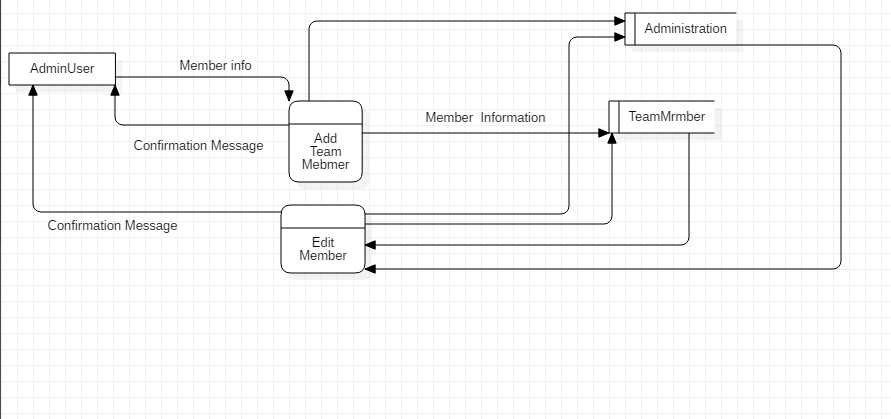 Administration
AdminUser
Member info
Member  Information
TeamMrmber
Confirmation Message
Add
Team
Mebmer
Confirmation Message
Edit
Member